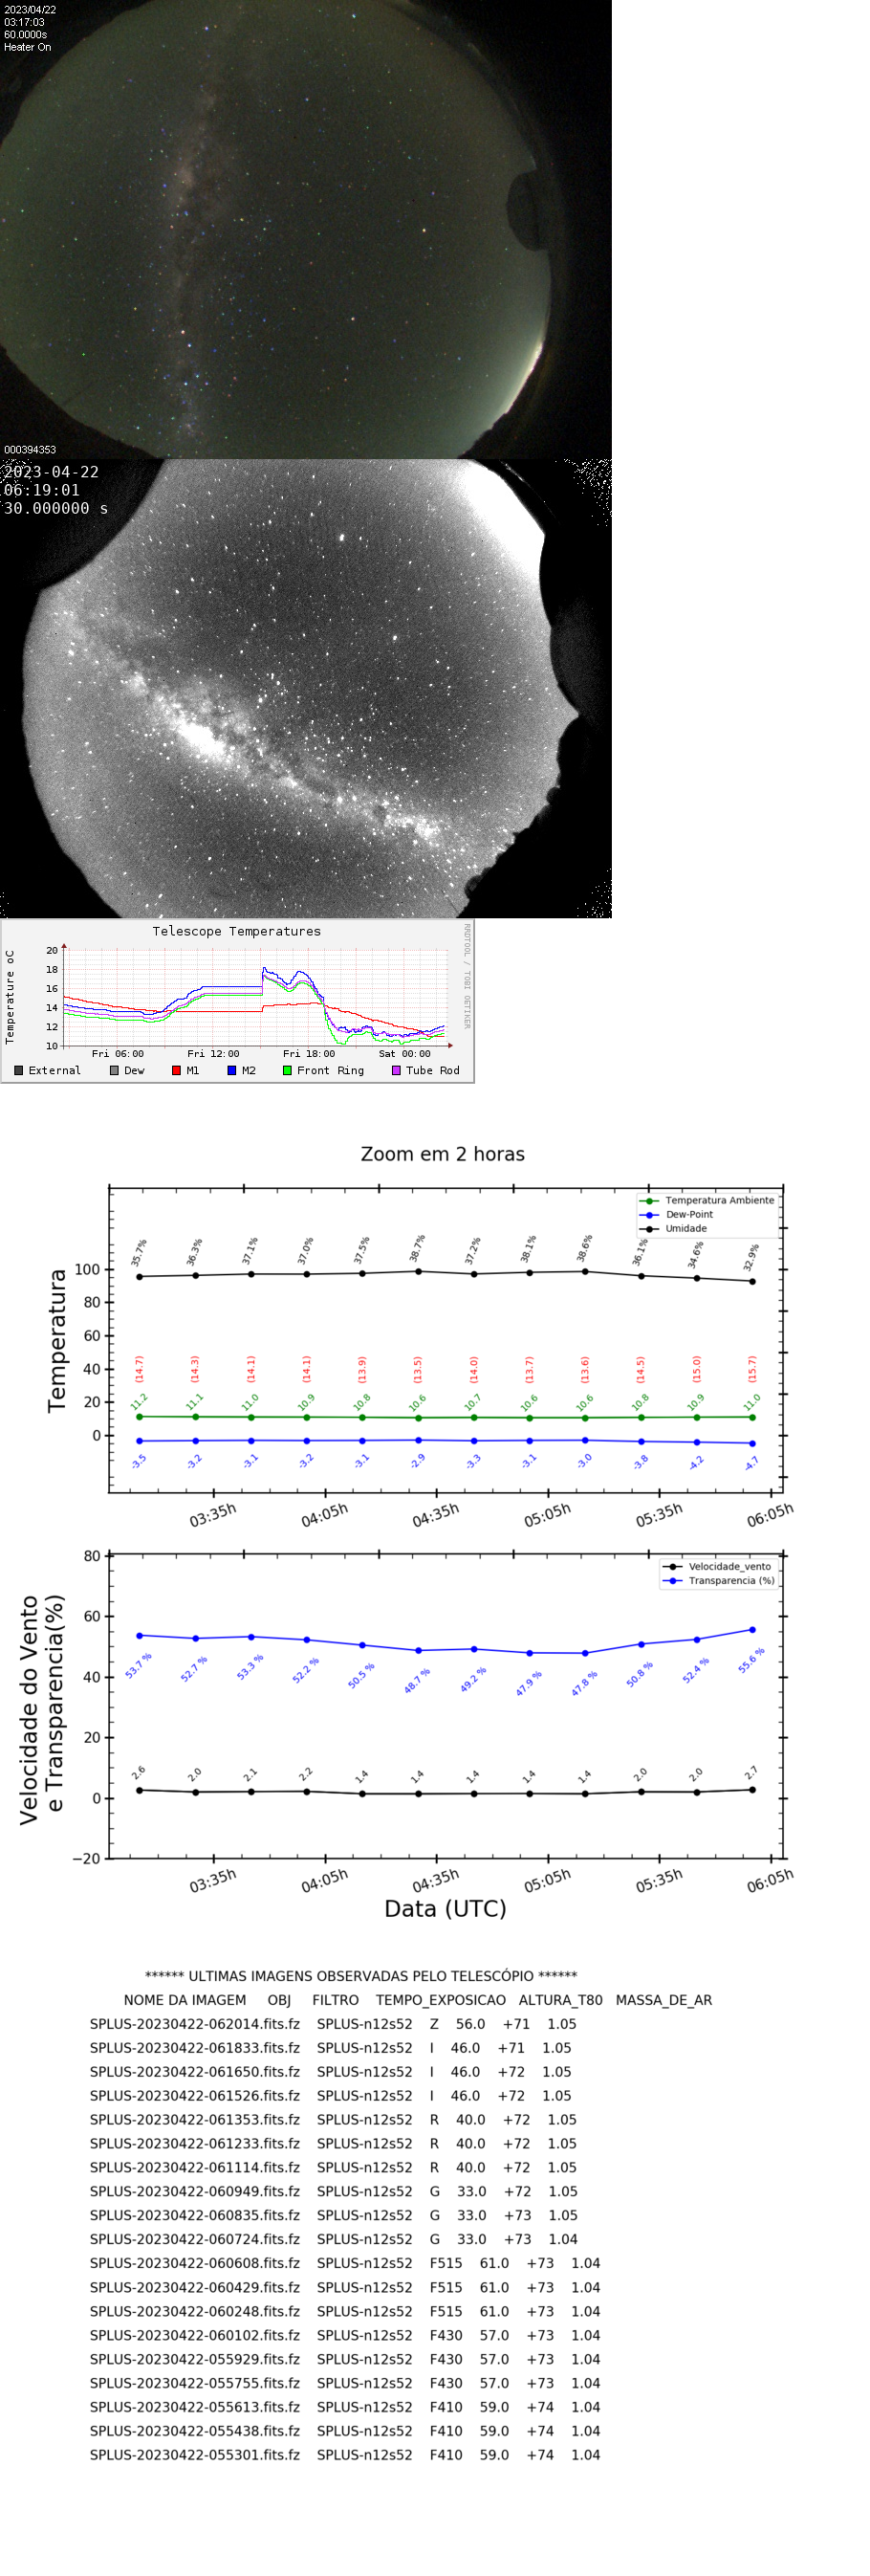 2023/04/22
03:17:03
60.0000s
Heater On
000394353
2023-04-22
06:19:01
30.000000 s
Telescope Temperatures
RRDTOOL / TOBI OETIKER
Temperature oC
20
18
16
14
12
10
Fri 06:00 Fri 12:00 Fri 18:00 Sat 00:00
External Dew M1 M2 Front Ring Tube Rod
Zoom em 2 horas
Temperatura Ambiente
Dew-Point
Umidade
Temperatura
100
80
60
40
20
0
35.7% 36.3% 37.1% 37.0% 37.5% 38.7% 37.2% 38.1% 38.6% 36.1% 34.6% 32.9%
(14.7) (14.3) (14.1) (14.1) (13.9) (13.5) (14.0) (13.7) (13.6) (14.5) (15.0) (15.7)
11.2 11.1 11.0 10.9 10.8 10.6 10.7 10.6 10.6 10.8 10.9 11.0
-3.5 -3.2 -3.1 -3.2 -3.1 -2.9 -3.3 -3.1 -3.0 -3.8 -4.2 -4.7
03:35h 04:05h 04:35h 05:05h 05:35h 06:05h
Velocidade_vento
Transparencia (%)
Velocidade do Vento
e Transparencia(%)
80
60
40
20
0
−20
53.7 % 52.7 % 53.3 % 52.2 % 50.5 % 48.7 % 49.2 % 47.9 % 47.8 % 50.8 % 52.4 % 55.6 %
2.6 2.0 2.1 2.2 1.4 1.4 1.4 1.4 1.4 2.0 2.0 2.7
03:35h 04:05h 04:35h 05:05h 05:35h 06:05h
Data (UTC)
****** ULTIMAS IMAGENS OBSERVADAS PELO TELESCÓPIO ******
NOME DA IMAGEM OBJ FILTRO TEMPO_EXPOSICAO ALTURA_T80 MASSA_DE_AR
SPLUS-20230422-062014.fits.fz SPLUS-n12s52 Z 56.0 +71 1.05
SPLUS-20230422-061833.fits.fz SPLUS-n12s52 I 46.0 +71 1.05
SPLUS-20230422-061650.fits.fz SPLUS-n12s52 I 46.0 +72 1.05
SPLUS-20230422-061526.fits.fz SPLUS-n12s52 I 46.0 +72 1.05
SPLUS-20230422-061353.fits.fz SPLUS-n12s52 R 40.0 +72 1.05
SPLUS-20230422-061233.fits.fz SPLUS-n12s52 R 40.0 +72 1.05
SPLUS-20230422-061114.fits.fz SPLUS-n12s52 R 40.0 +72 1.05
SPLUS-20230422-060949.fits.fz SPLUS-n12s52 G 33.0 +72 1.05
SPLUS-20230422-060835.fits.fz SPLUS-n12s52 G 33.0 +73 1.05
SPLUS-20230422-060724.fits.fz SPLUS-n12s52 G 33.0 +73 1.04
SPLUS-20230422-060608.fits.fz SPLUS-n12s52 F515 61.0 +73 1.04
SPLUS-20230422-060429.fits.fz SPLUS-n12s52 F515 61.0 +73 1.04
SPLUS-20230422-060248.fits.fz SPLUS-n12s52 F515 61.0 +73 1.04
SPLUS-20230422-060102.fits.fz SPLUS-n12s52 F430 57.0 +73 1.04
SPLUS-20230422-055929.fits.fz SPLUS-n12s52 F430 57.0 +73 1.04
SPLUS-20230422-055755.fits.fz SPLUS-n12s52 F430 57.0 +73 1.04
SPLUS-20230422-055613.fits.fz SPLUS-n12s52 F410 59.0 +74 1.04
SPLUS-20230422-055438.fits.fz SPLUS-n12s52 F410 59.0 +74 1.04
SPLUS-20230422-055301.fits.fz SPLUS-n12s52 F410 59.0 +74 1.04